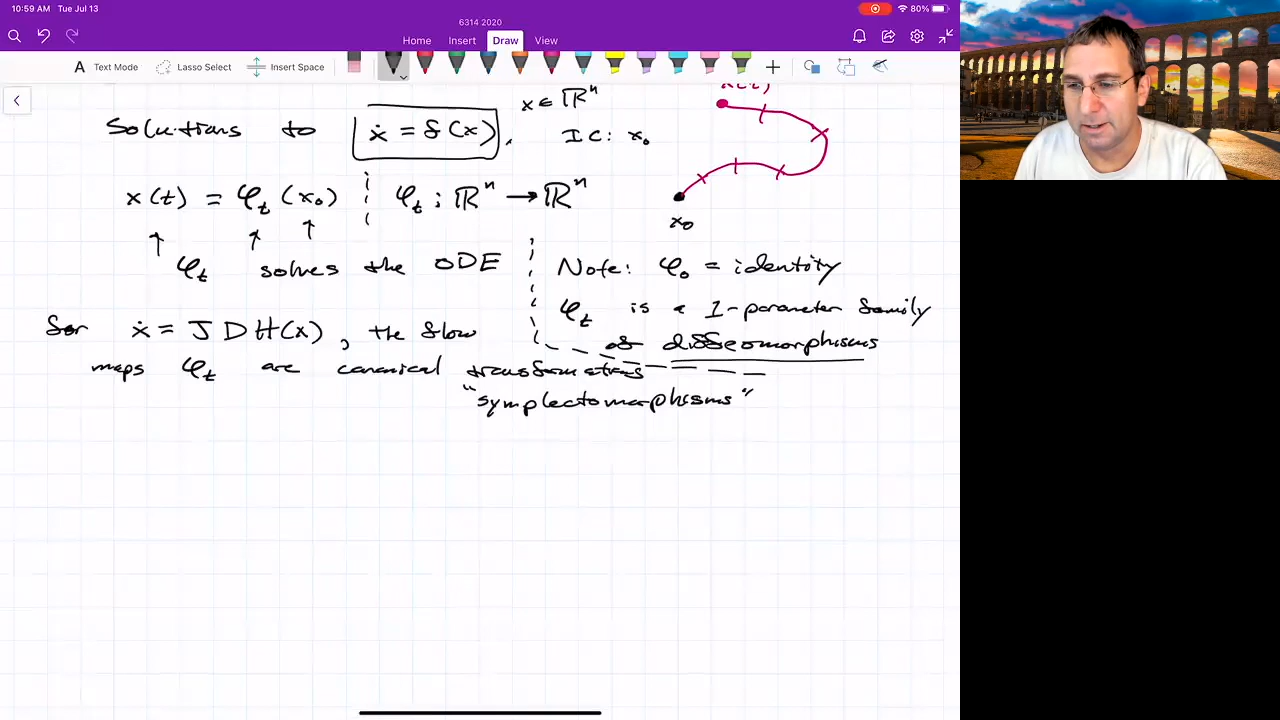 10:59 AM Tue Jul 13
80%
6314 2020
Home Insert Draw View
Text Mode Lasso Select Insert Space
Solutions to ẋ = f(x), x ∈ ℝⁿ
IC: x₀
x(t)
x(t) = φₜ(x₀) φₜ : ℝⁿ → ℝⁿ
x₀
φₜ solves the ODE
Note: φ₀ = identity
φₜ is a 1-parameter family
of diffeomorphisms
for ẋ = J D H(x), the flow
maps φₜ are canonical transformations
"symplectomorphisms"